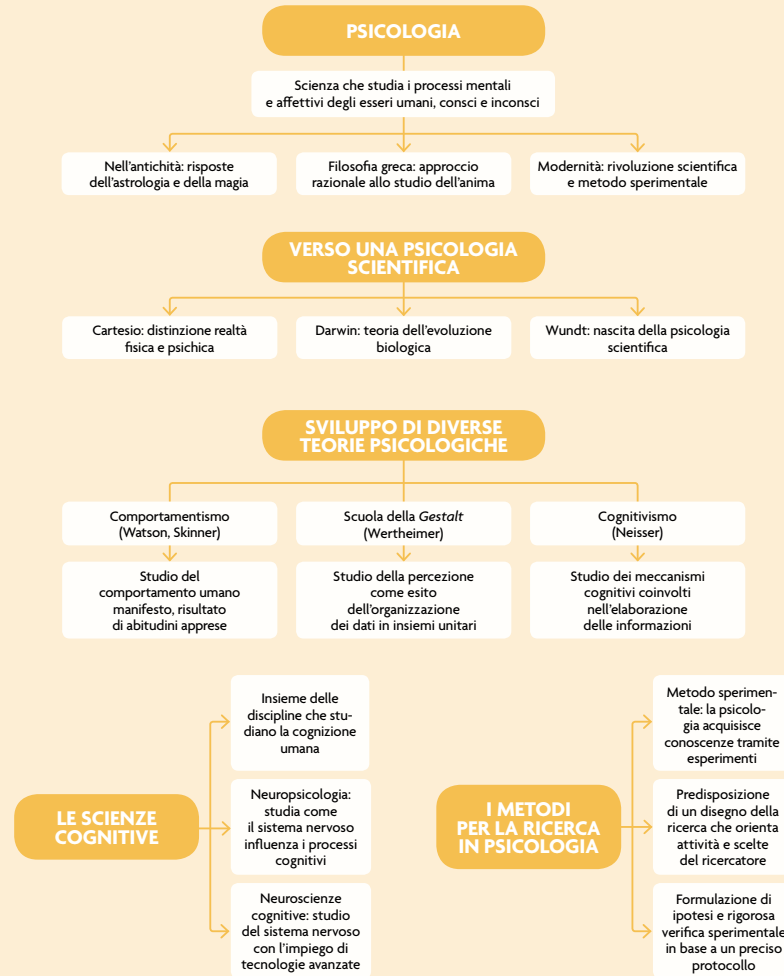 PSICOLOGIA
Scienza che studia i processi mentali
e affettivi degli esseri umani, consci e inconsci
Nell'antichità: risposte
dell'astrologia e della magia
Filosofia greca: approccio
razionale allo studio dell'anima
Modernità: rivoluzione scientifica
e metodo sperimentale
VERSO UNA PSICOLOGIA
SCIENTIFICA
Cartesio: distinzione realtà
fisica e psichica
Darwin: teoria dell'evoluzione
biologica
Wundt: nascita della psicologia
scientifica
SVILUPPO DI DIVERSE
TEORIE PSICOLOGICHE
Comportamentismo
(Watson, Skinner)
Scuola della Gestalt
(Wertheimer)
Cognitivismo
(Neisser)
Studio del
comportamento umano
manifesto, risultato
di abitudini apprese
Studio della percezione
come esito
dell'organizzazione
dei dati in insiemi unitari
Studio dei meccanismi
cognitivi coinvolti
nell'elaborazione
delle informazioni
LE SCIENZE
COGNITIVE
Insieme delle
discipline che stu-
diano la cognizione
umana
Neuropsicologia:
studia come
il sistema nervoso
influenza i processi
cognitivi
Neuroscienze
cognitive: studio
del sistema nervoso
con l'impiego di
tecnologie avanzate
I METODI
PER LA RICERCA
IN PSICOLOGIA
Metodo sperimen-
tale: la psicolo-
gia acquisisce
conoscenze tramite
esperimenti
Predisposizione
di un disegno della
ricerca che orienta
attività e scelte
del ricercatore
Formulazione di
ipotesi e rigorosa
verifica sperimentale
in base a un preciso
protocollo